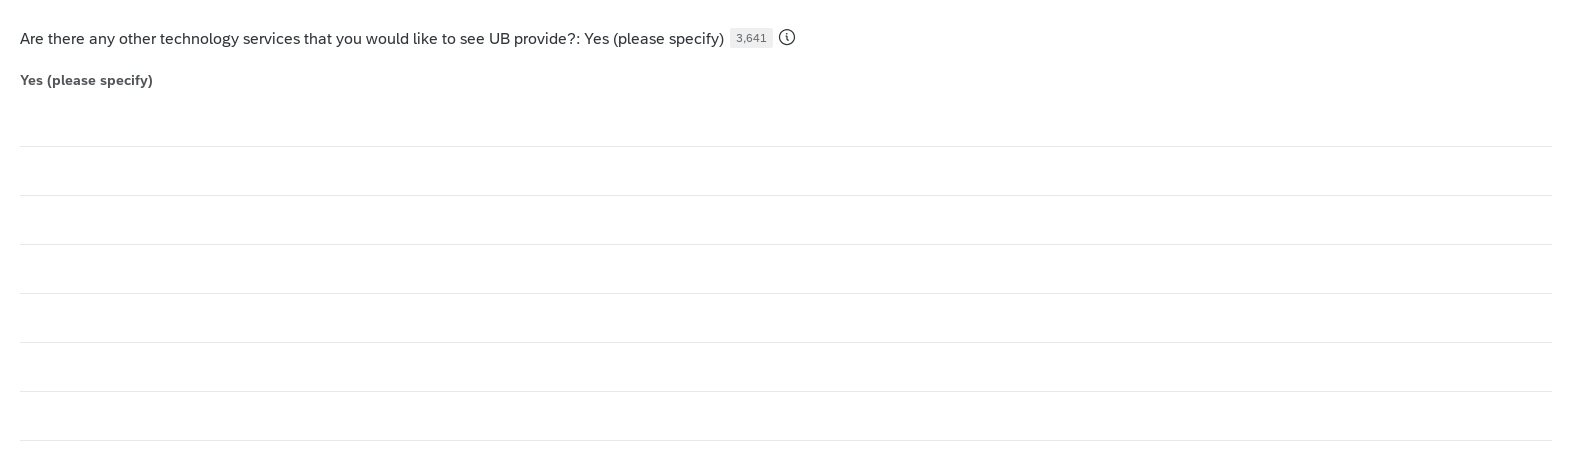 Are there any other technology services that you would like to see UB provide?: Yes (please specify) 3,641
Yes (please specify)